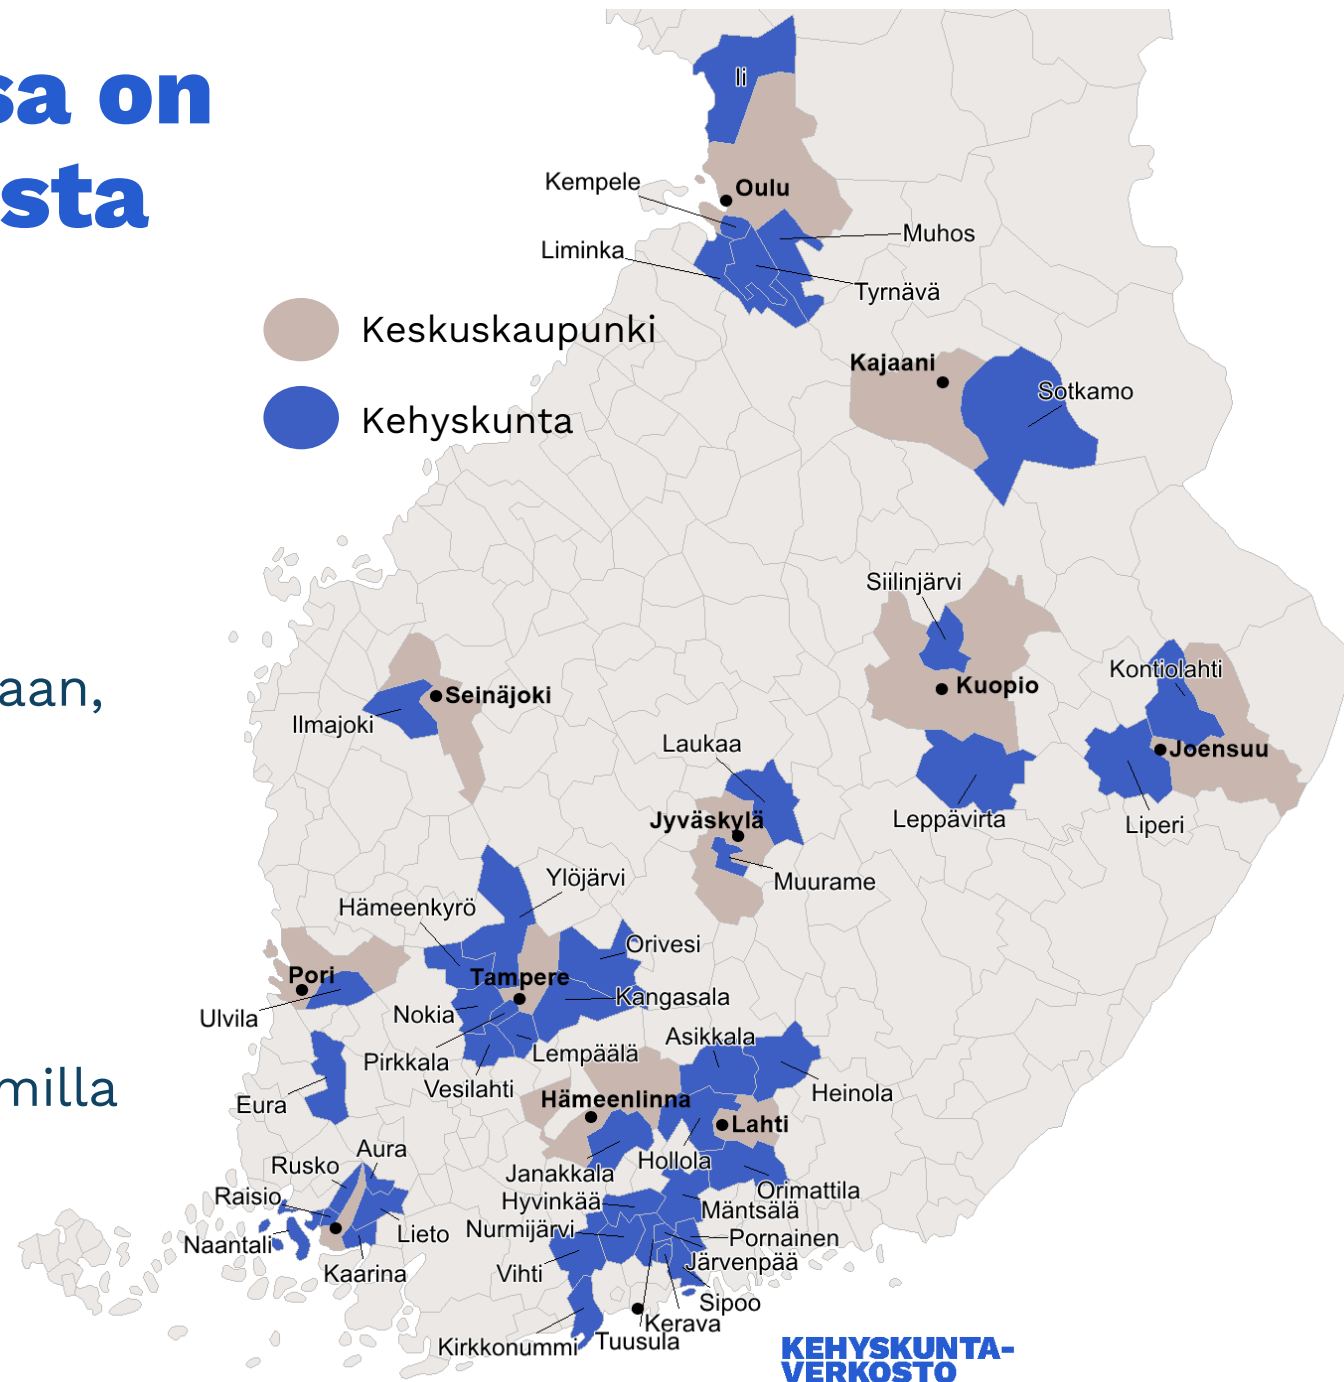 sa on
sta
Keskuskaupunki
Kehyskunta
aan,
milla
Ii
Kempele
Oulu
Liminka
Muhos
Tyrnävä
Kajaani
Sotkamo
Siilinjärvi
Kuopio
Kontiolahti
Joensuu
Leppävirta
Liperi
Seinäjoki
Ilmajoki
Laukaa
Jyväskylä
Muurame
Ylöjärvi
Hämeenkyrö
Orivesi
Tampere
Kangasala
Nokia
Pirkkala
Lempäälä
Vesilahti
Pori
Ulvila
Eura
Asikkala
Heinola
Hämeenlinna
Lahti
Janakkala
Hollola
Orimattila
Hyvinkää
Mäntsälä
Nurmijärvi
Pornainen
Järvenpää
Vihti
Sipoo
Kerava
Tuusula
Kirkkonummi
Aura
Rusko
Raisio
Lieto
Naantali
Kaarina
KEHYSKUNTA-
VERKOSTO